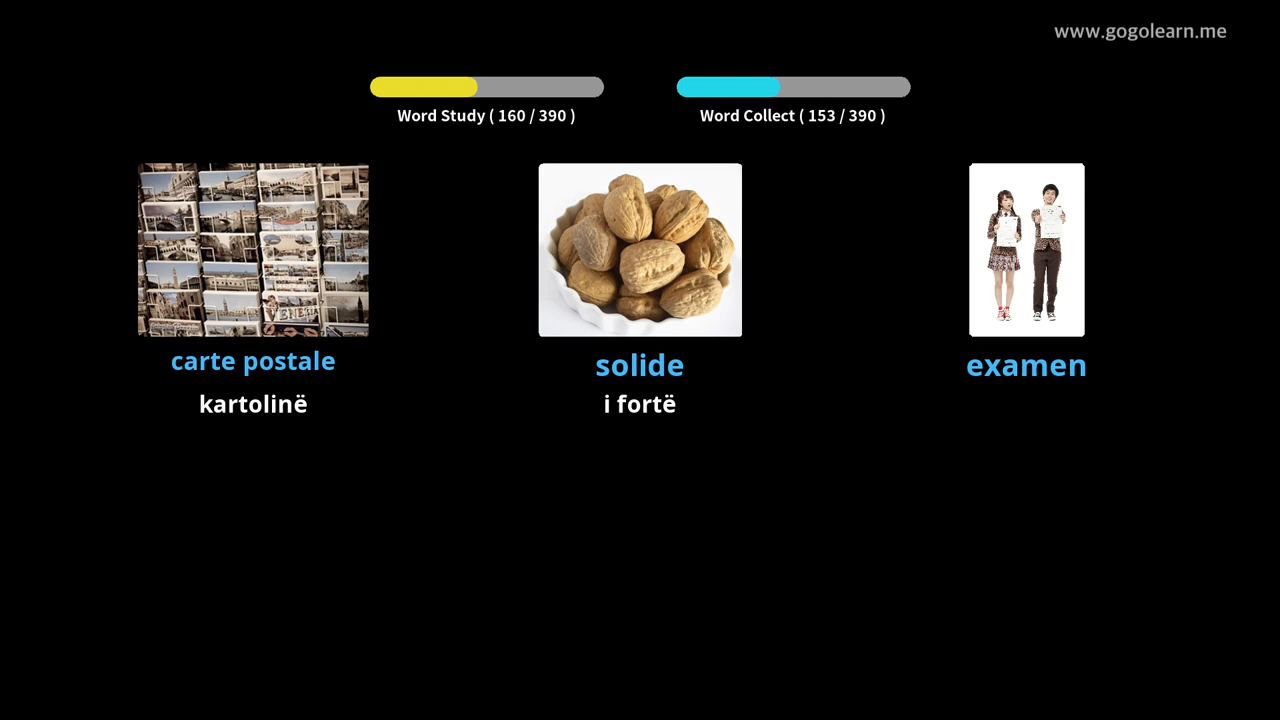 www.gogolearn.me
Word Study ( 160 / 390 )
Word Collect ( 153 / 390 )
carte postale
kartolinë
solide
i fortë
examen